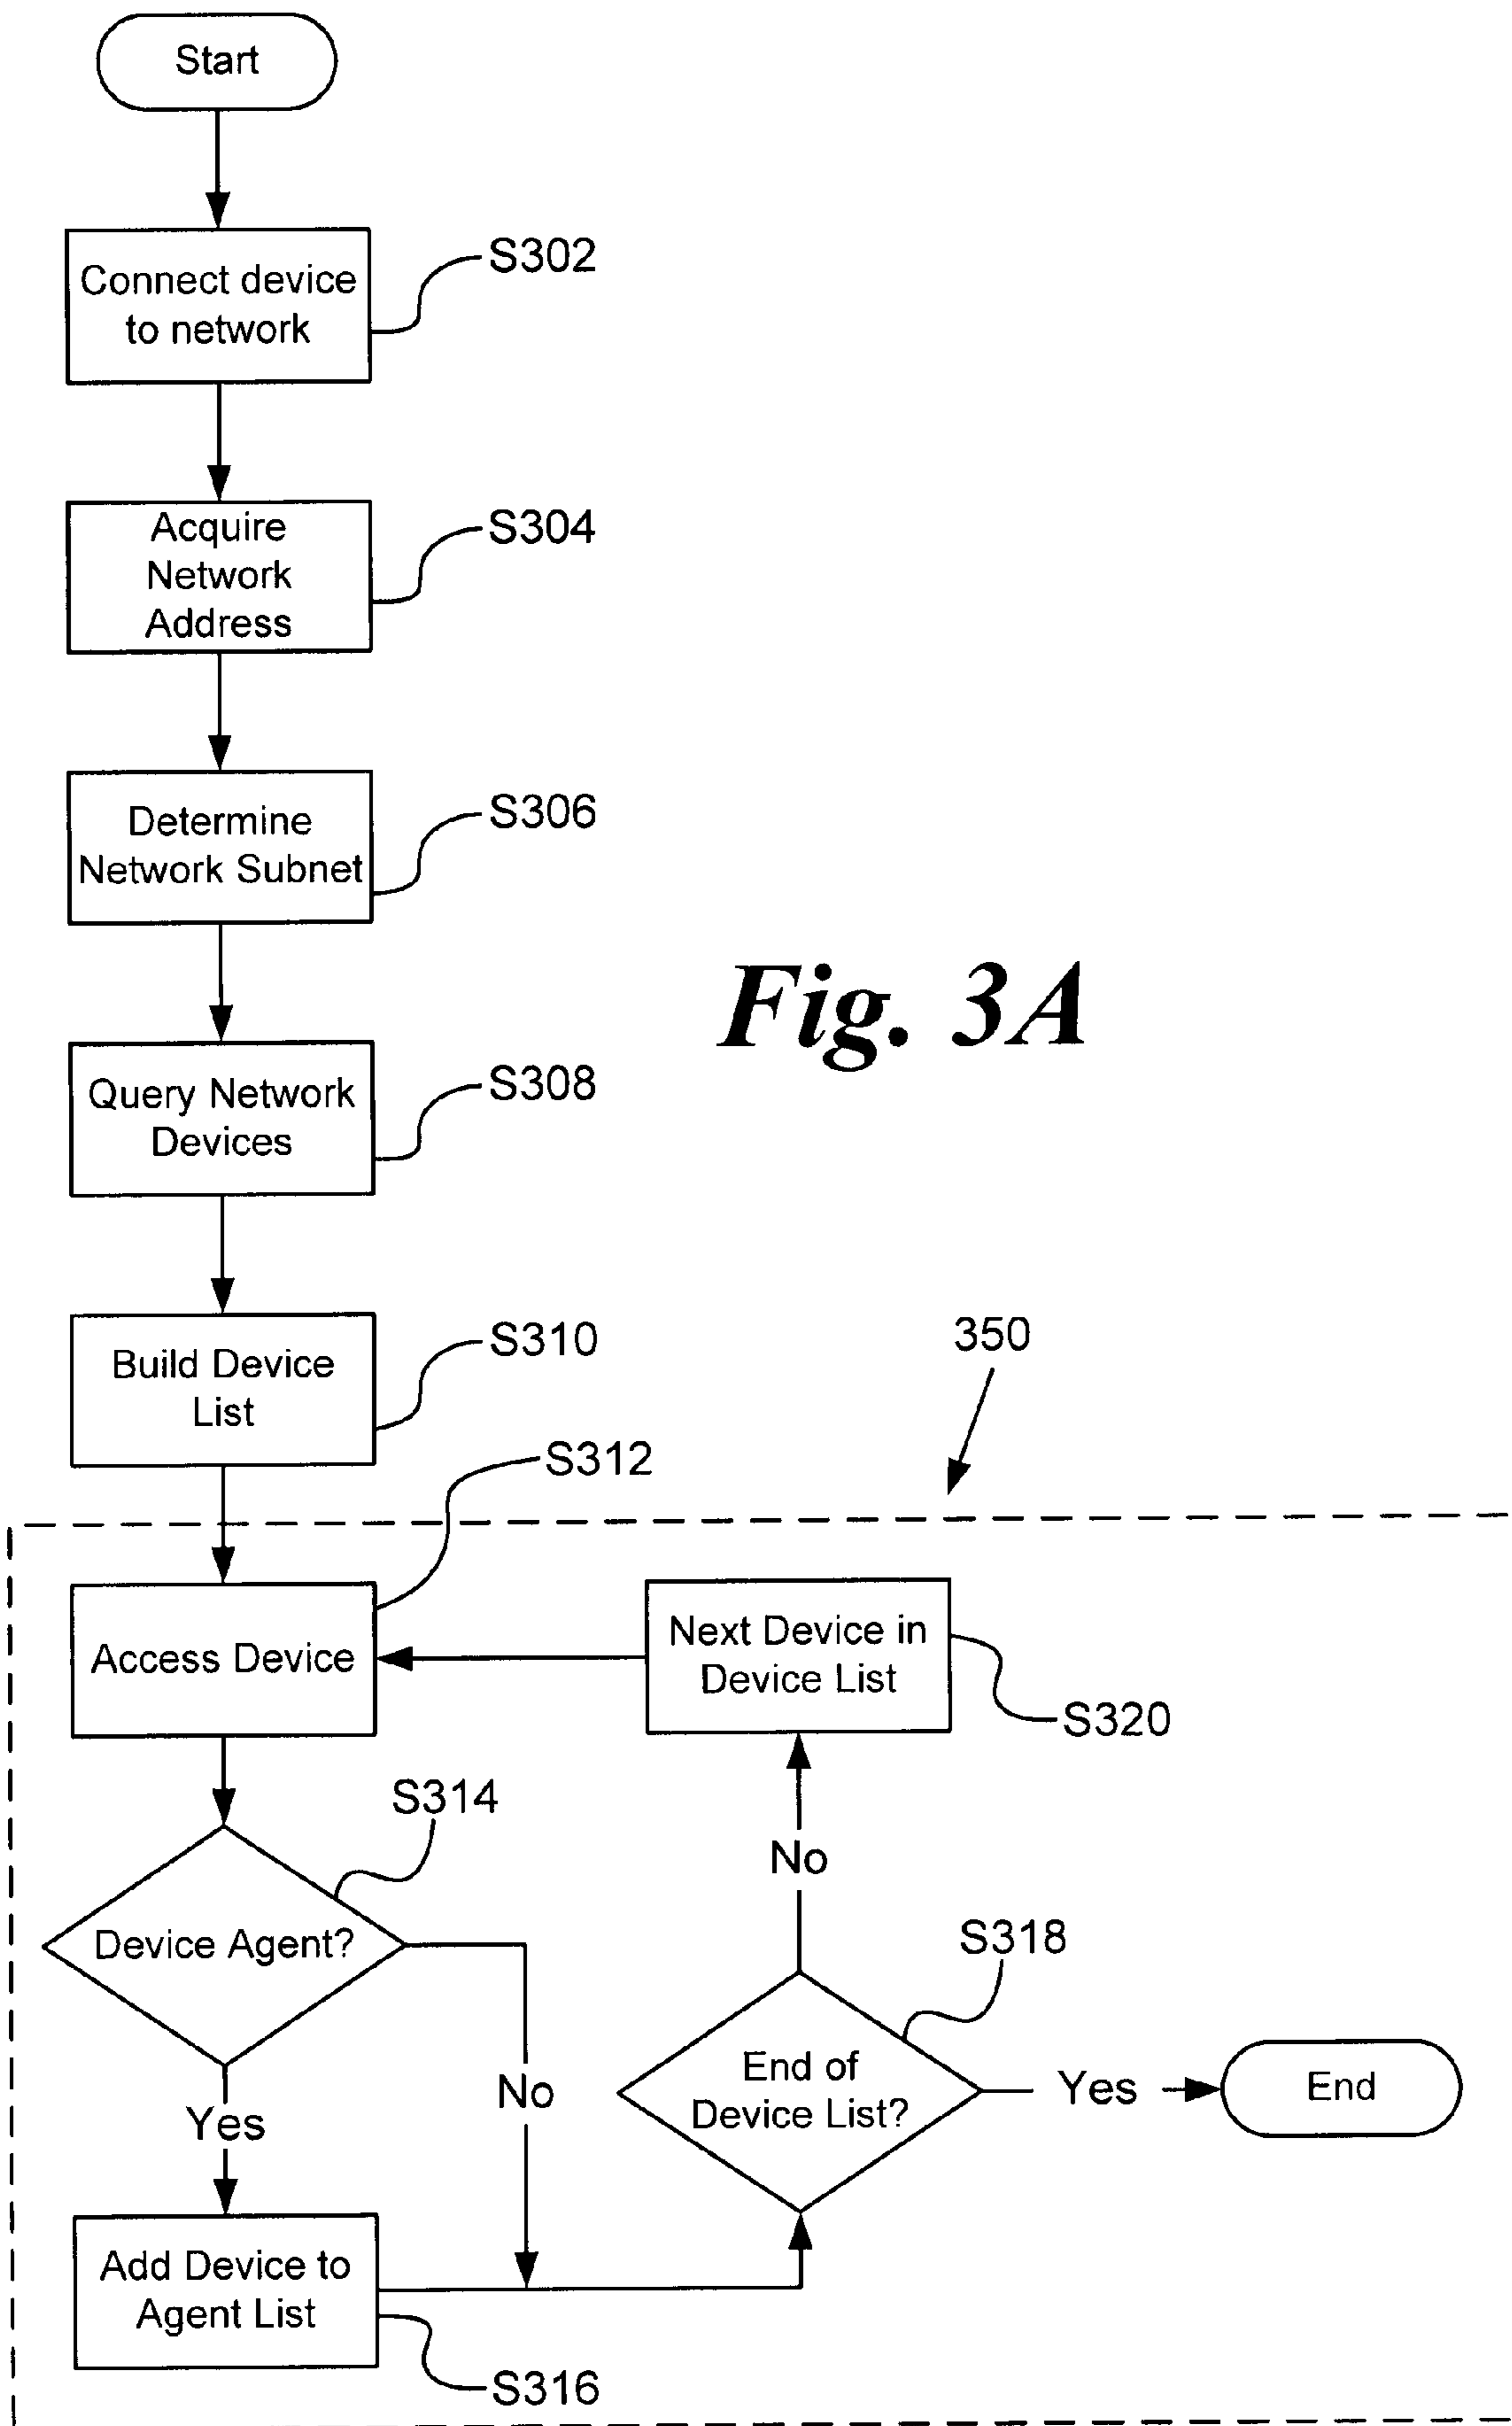 Start
Connect device
to network
S302
Acquire
Network
Address
S304
Determine
Network Subnet
S306
Fig. 3A
Query Network
Devices
S308
Build Device
List
S310
350
S312
Access Device
Next Device in
Device List
S320
S314
Device Agent?
No
Yes
No
S318
End of
Device List?
Yes
End
Add Device to
Agent List
S316